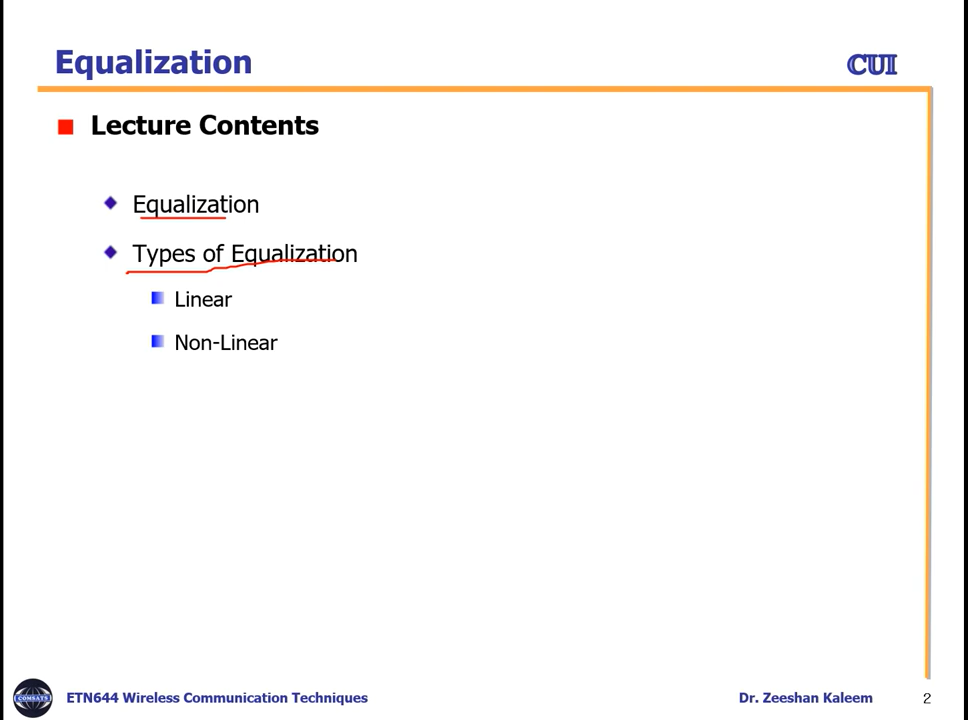 Equalization
CUI
Lecture Contents
Equalization
Types of Equalization
Linear
Non-Linear
COMSATS
ETN644 Wireless Communication Techniques
Dr. Zeeshan Kaleem
2